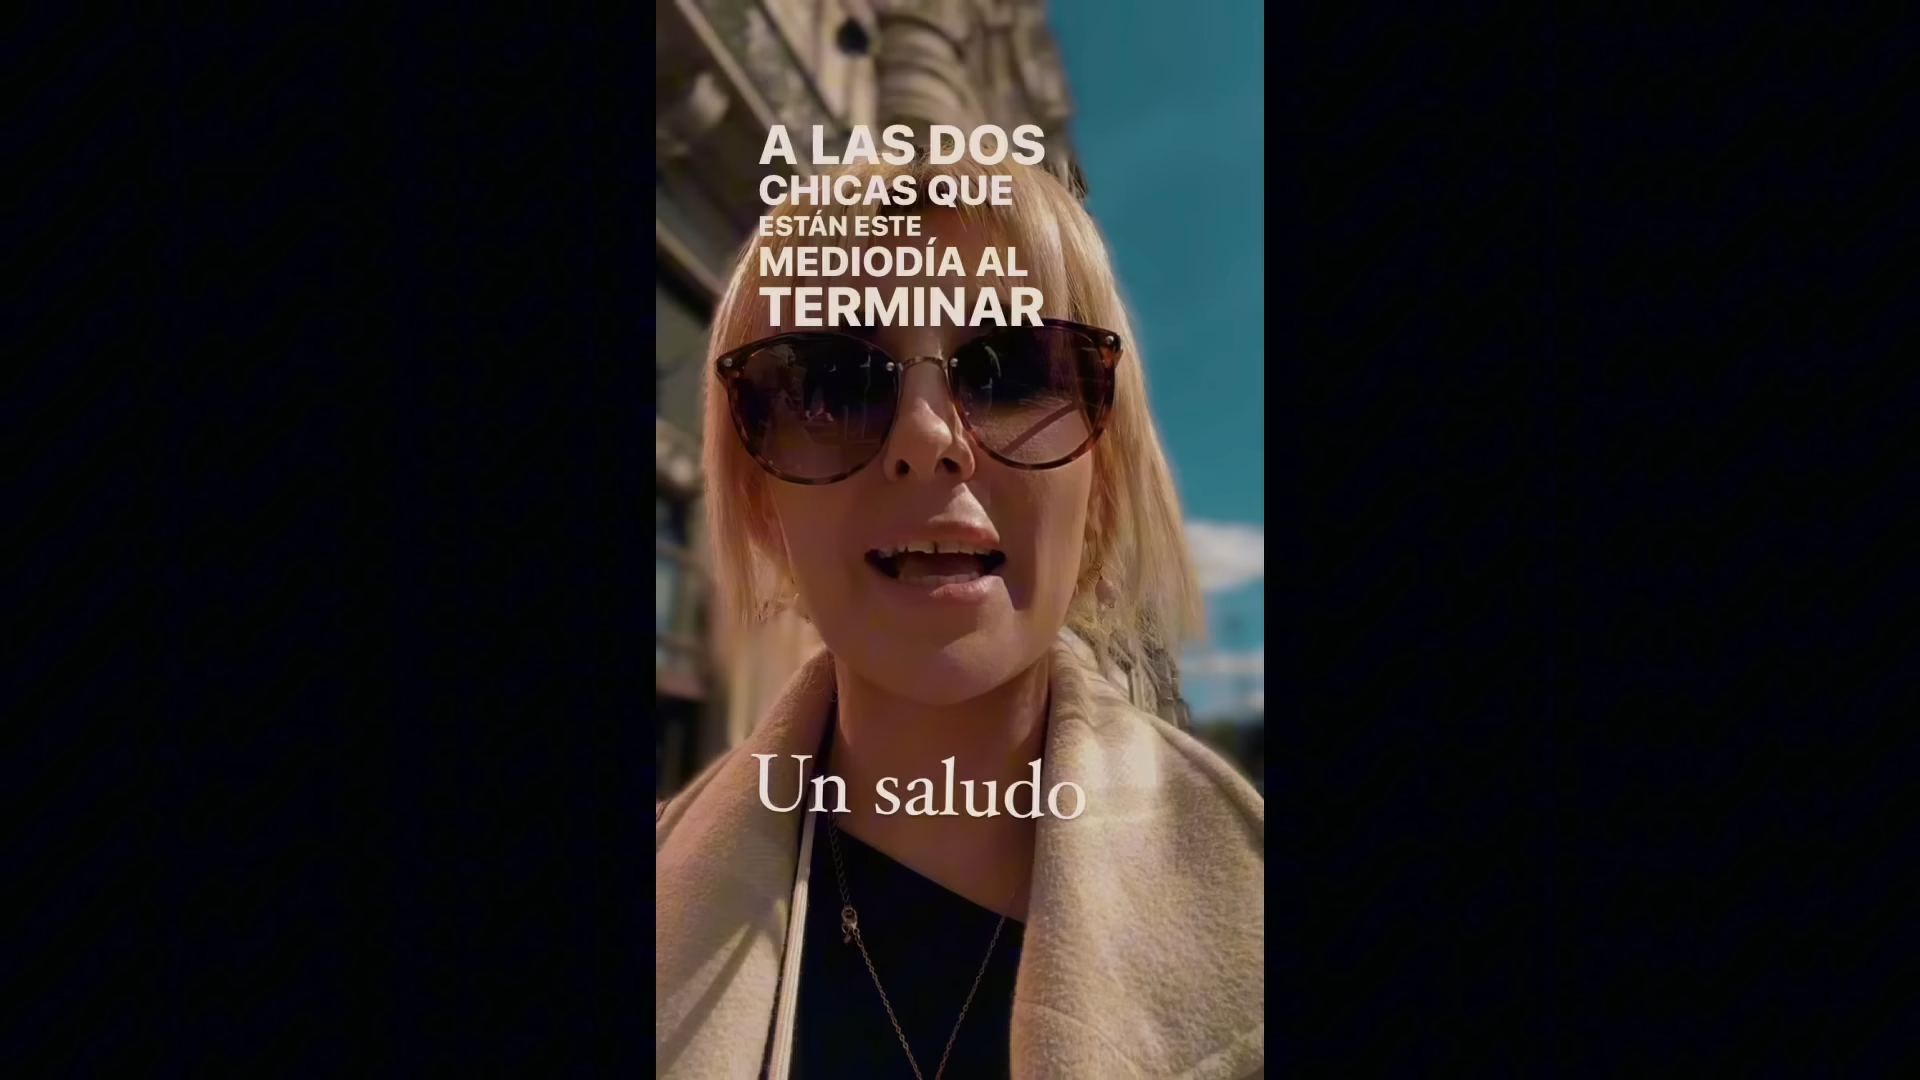 A LAS DOS
CHICAS QUE
ESTÁN ESTE
MEDIODÍA AL
TERMINAR
Un saludo